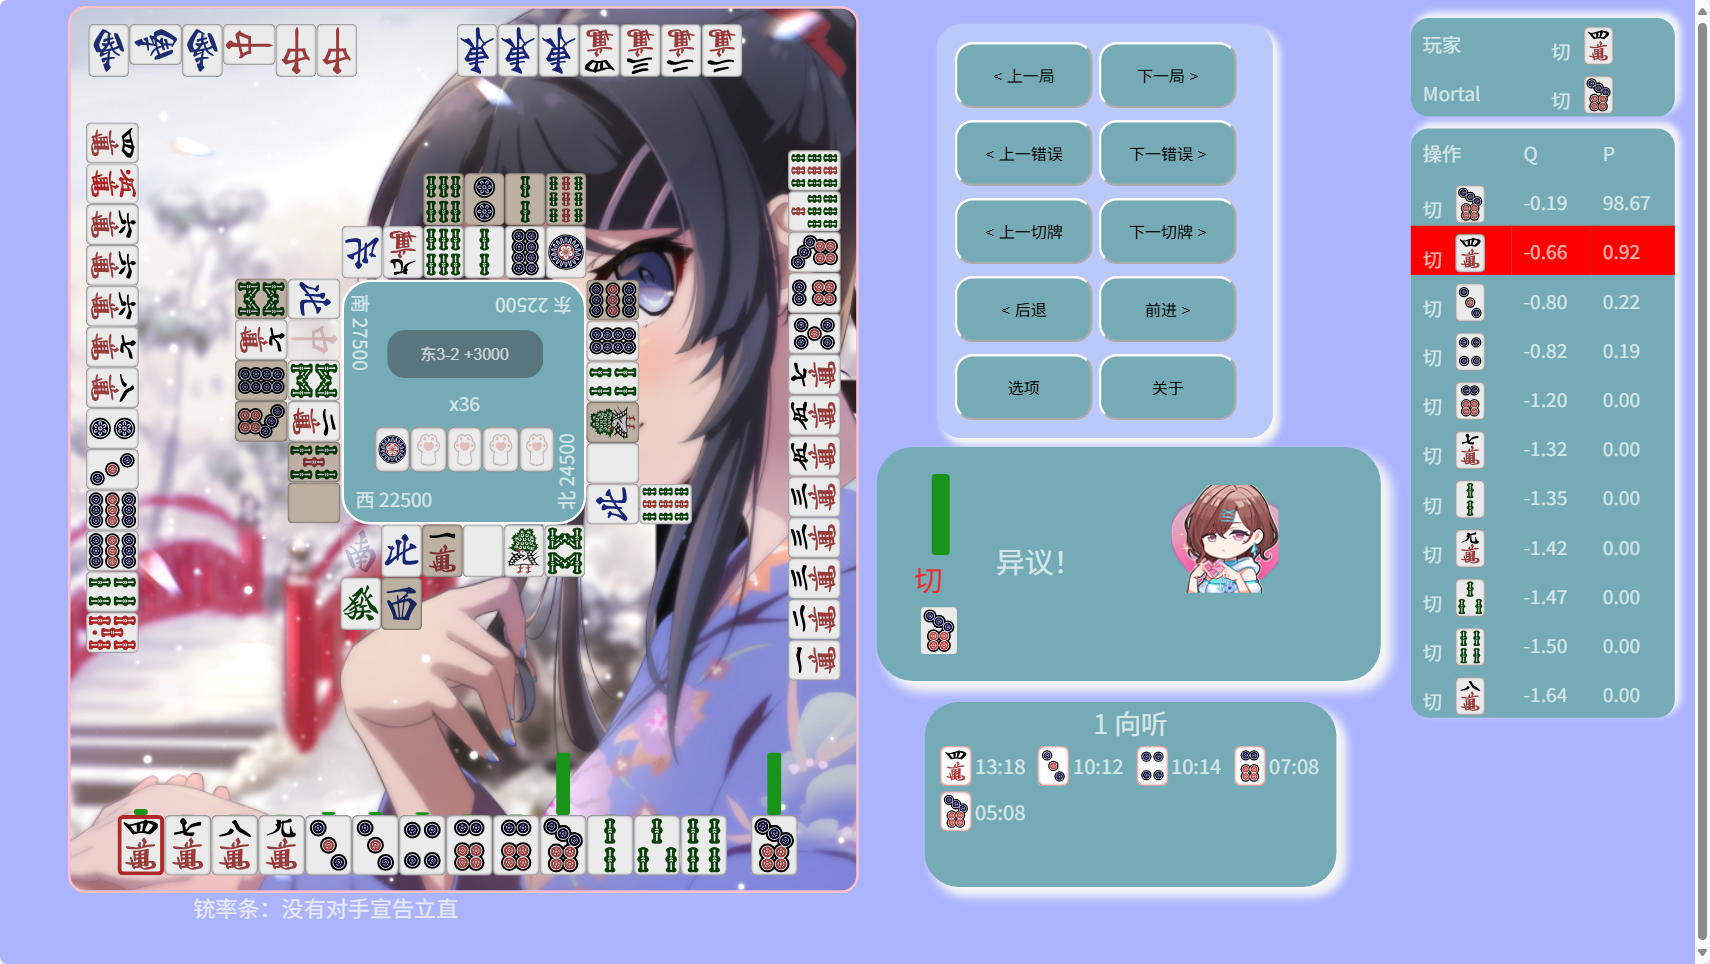 < 上一局
下一局 >
< 上一错误
下一错误 >
< 上一切牌
下一切牌 >
< 后退
前进 >
选项
关于
玩家 切
Mortal 切
操作 Q P
切 -0.19 98.67
切 -0.66 0.92
切 -0.80 0.22
切 -0.82 0.19
切 -1.20 0.00
切 -1.32 0.00
切 -1.35 0.00
切 -1.42 0.00
切 -1.47 0.00
切 -1.50 0.00
切 -1.64 0.00
东 22500
南 27500
东3-2 +3000
x36
西 22500
北 24500
切
异议！
1 向听
13:18
10:12
10:14
07:08
05:08
铳率条：没有对手宣告立直